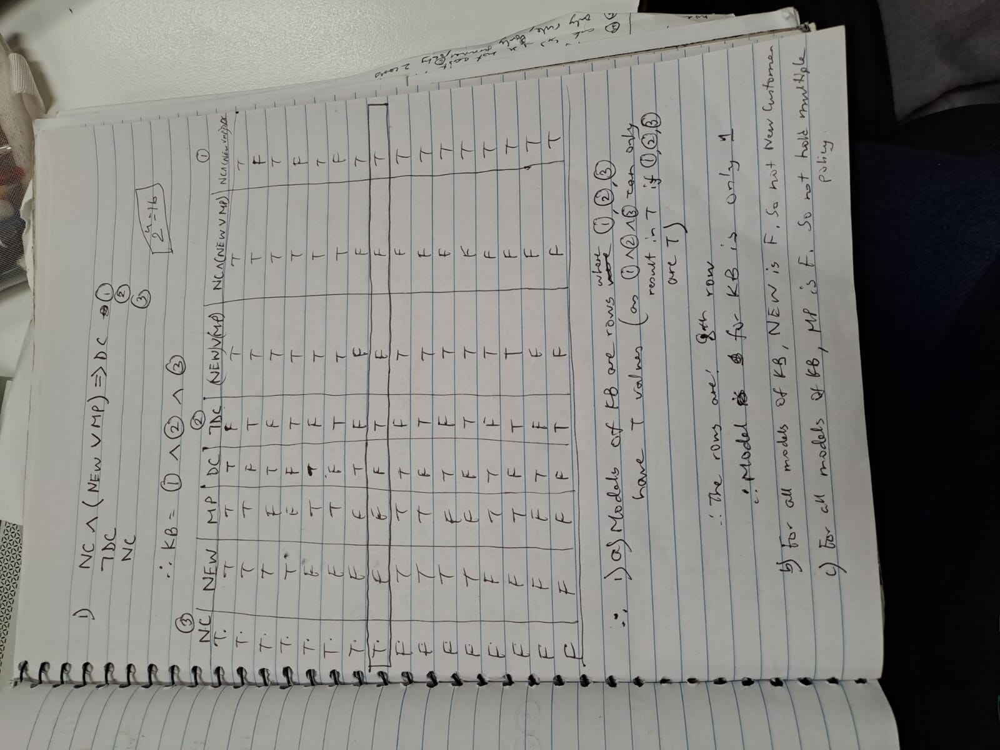 1) NC ∧ (NEW ∨ MP) => DC ①
¬DC ②
NC ③
2⁴=16
∴ KB = ① ∧ ② ∧ ③
③ ② ①
NC | NEW | MP | DC | ¬DC | (NEW)∨(MP) | NC∧(NEW ∨ MP) | NC∧(NEW∨MP)=>DC
T. T T T F T T T
T. T T F T T T F
T. T F T F T T T
T. T F F T T T F
T. F T T F T T T
T. F T F T T T F
T. F F T F F F T
T. F F F T F F T
F T T T F T F T
F T T F T T F T
F T F T F T F T
F T F F T T F T
F F T T F T F T
F F T F T T F T
F F F T F F F T
F F F F T F F T
∴ 1) a) Models of KB are rows where ①,②,③
have T values (as ①∧②∧③ can only
result in T if ①,②,③
are T)
∴ The rows are: 8th row
∴ Model for KB is only 1
b) For all models of KB, NEW is F, So not New Customer
c) For all models of KB, MP is F. So not hold multiple
policy.